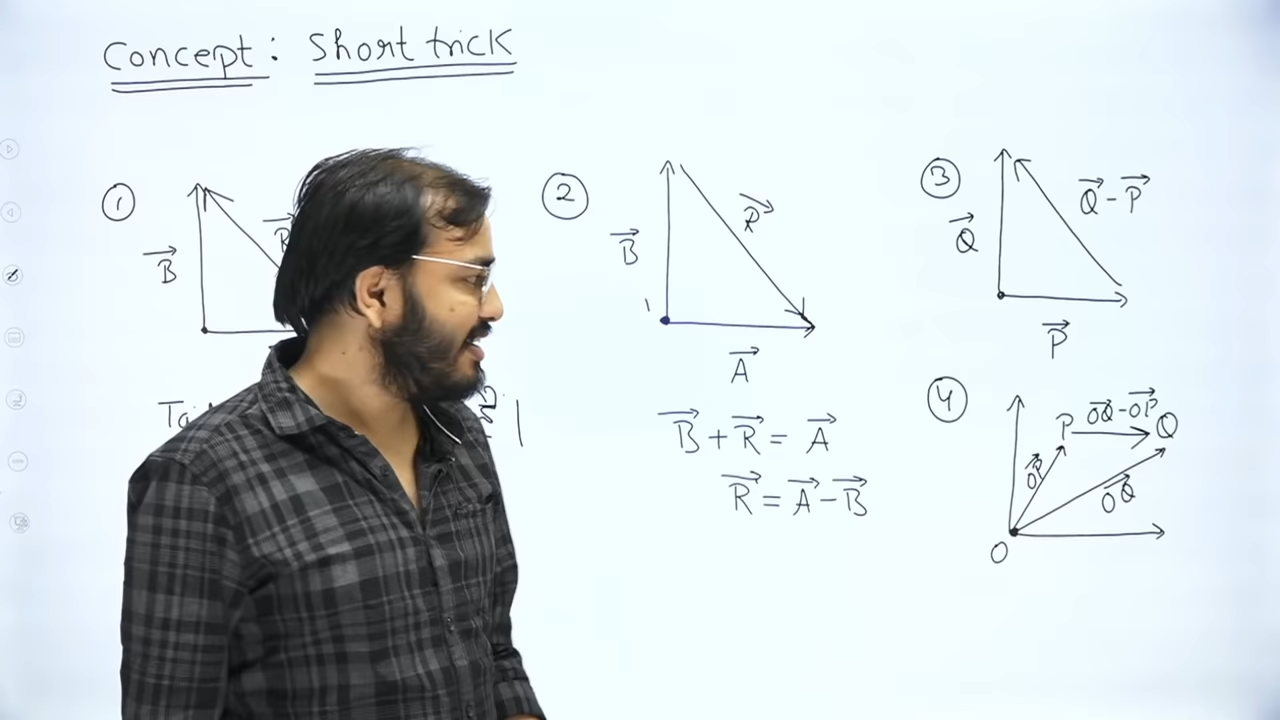 Concept: Short trick
①
B⃗
R⃗
②
B⃗
R⃗
A⃗
B⃗ + R⃗ = A⃗
R⃗ = A⃗ - B⃗
③
Q⃗
Q⃗ - P⃗
P⃗
④
P
OQ⃗ - OP⃗
Q
OP⃗
OQ⃗
O